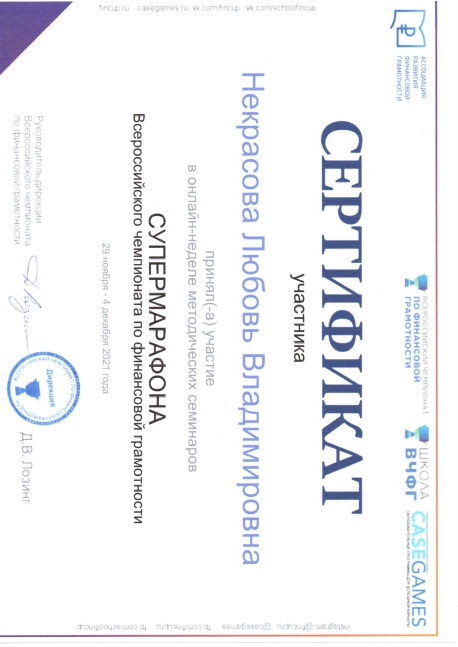 АССОЦИАЦИЯ
РАЗВИТИЯ
ФИНАНСОВОЙ
ГРАМОТНОСТИ
ВСЕРОССИЙСКИЙ ЧЕМПИОНАТ
ПО ФИНАНСОВОЙ
ГРАМОТНОСТИ
ШКОЛА
ВЧФГ
CASEGAMES
СЕРТИФИКАТ
участника
Некрасова Любовь Владимировна
принял(-а) участие
в онлайн-неделе методических семинаров
СУПЕРМАРАФОНА
Всероссийского чемпионата по финансовой грамотности
29 ноября - 4 декабря 2021 года
Руководитель дирекции
Всероссийского чемпионата
по финансовой грамотности
Дирекция
Д.В. Лозинг
fincup.ru casegames.ru vk.com/fincup vk.com/schoolfincup
instagram @fincupru @casegames fb.com/fincupru fb.com/schoolfincup